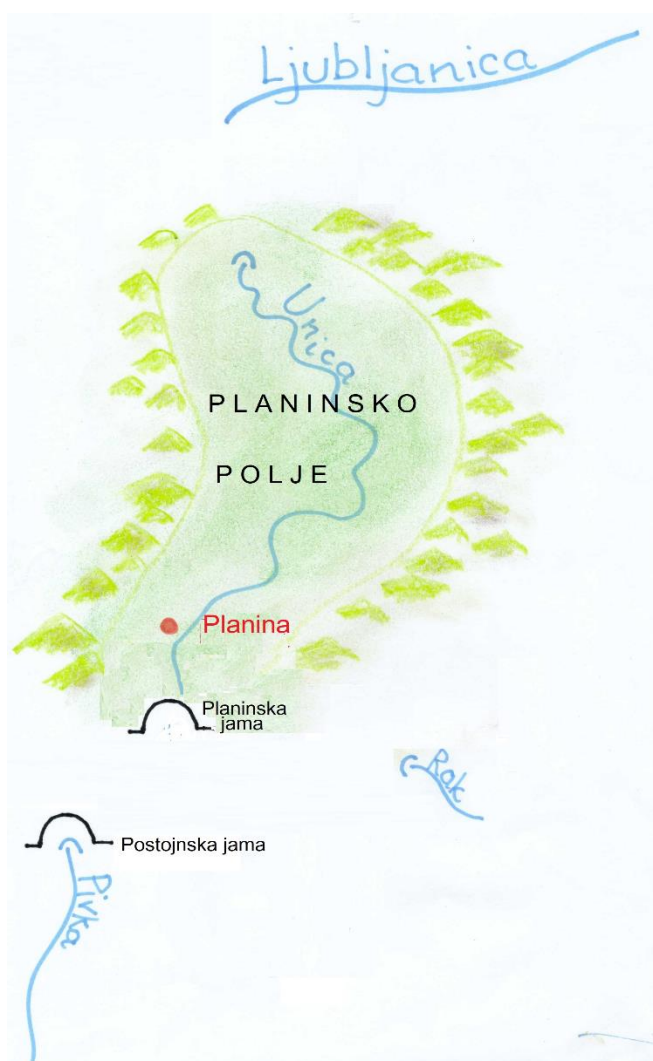 Ljubljanica
Unica
PLANINSKO
POLJE
Planina
Planinska
jama
Rak
Postojnska jama
Pivka